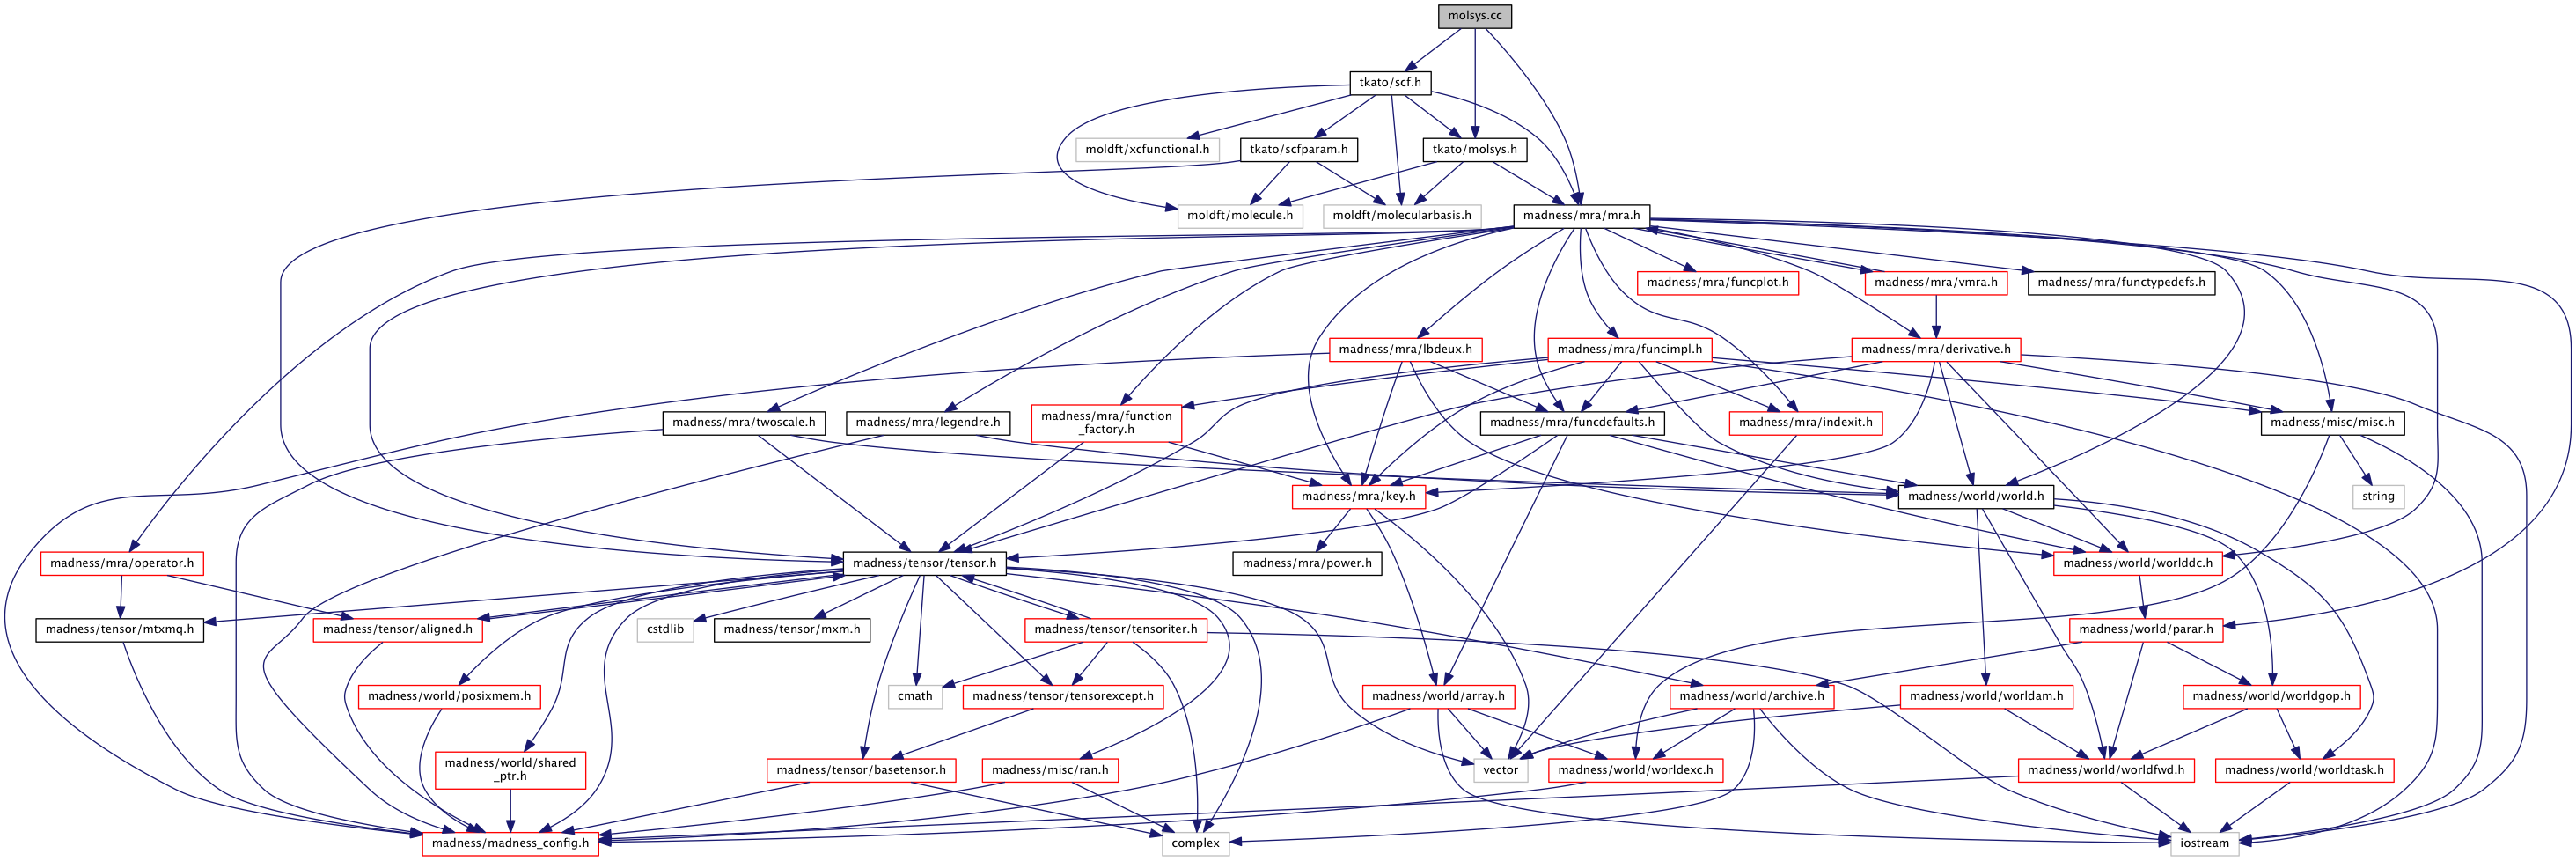 molsys.cc
tkato/scf.h
moldft/xcfunctional.h
tkato/scfparam.h
tkato/molsys.h
moldft/molecule.h
moldft/molecularbasis.h
madness/mra/mra.h
madness/mra/funcplot.h
madness/mra/vmra.h
madness/mra/functypedefs.h
madness/mra/lbdeux.h
madness/mra/funcimpl.h
madness/mra/derivative.h
madness/mra/twoscale.h
madness/mra/legendre.h
madness/mra/function
_factory.h
madness/mra/funcdefaults.h
madness/mra/indexit.h
madness/misc/misc.h
madness/mra/key.h
madness/world/world.h
string
madness/mra/operator.h
madness/tensor/tensor.h
madness/mra/power.h
madness/world/worlddc.h
madness/tensor/mtxmq.h
madness/tensor/aligned.h
cstdlib
madness/tensor/mxm.h
madness/tensor/tensoriter.h
madness/world/parar.h
madness/world/posixmem.h
cmath
madness/tensor/tensorexcept.h
madness/world/array.h
madness/world/archive.h
madness/world/worldam.h
madness/world/worldgop.h
madness/world/shared
_ptr.h
madness/tensor/basetensor.h
madness/misc/ran.h
vector
madness/world/worldexc.h
madness/world/worldfwd.h
madness/world/worldtask.h
madness/madness_config.h
complex
iostream